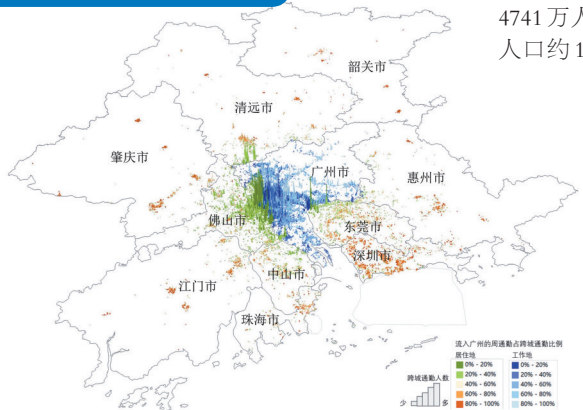 4741 万人
人口约 1
韶关市
清远市
肇庆市
广州市
惠州市
佛山市
东莞市
深圳市
江门市
中山市
珠海市
流入广州的周通勤占跨城通勤比例
居住地 工作地
0% - 20% 0% - 20%
20% - 40% 20% - 40%
40% - 60% 40% - 60%
60% - 80% 60% - 80%
80% - 100% 80% - 100%
跨城通勤人数
少 多